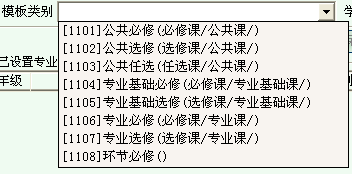 模板类别
[1101]公共必修(必修课/公共课/)
[1102]公共选修(选修课/公共课/)
[1103]公共任选(任选课/公共课/)
已设置专业
[1104]专业基础必修(必修课/专业基础课/)
年级
[1105]专业基础选修(选修课/专业基础课/)
[1106]专业必修(必修课/专业课/)
[1107]专业选修(选修课/专业课/)
[1108]环节必修()